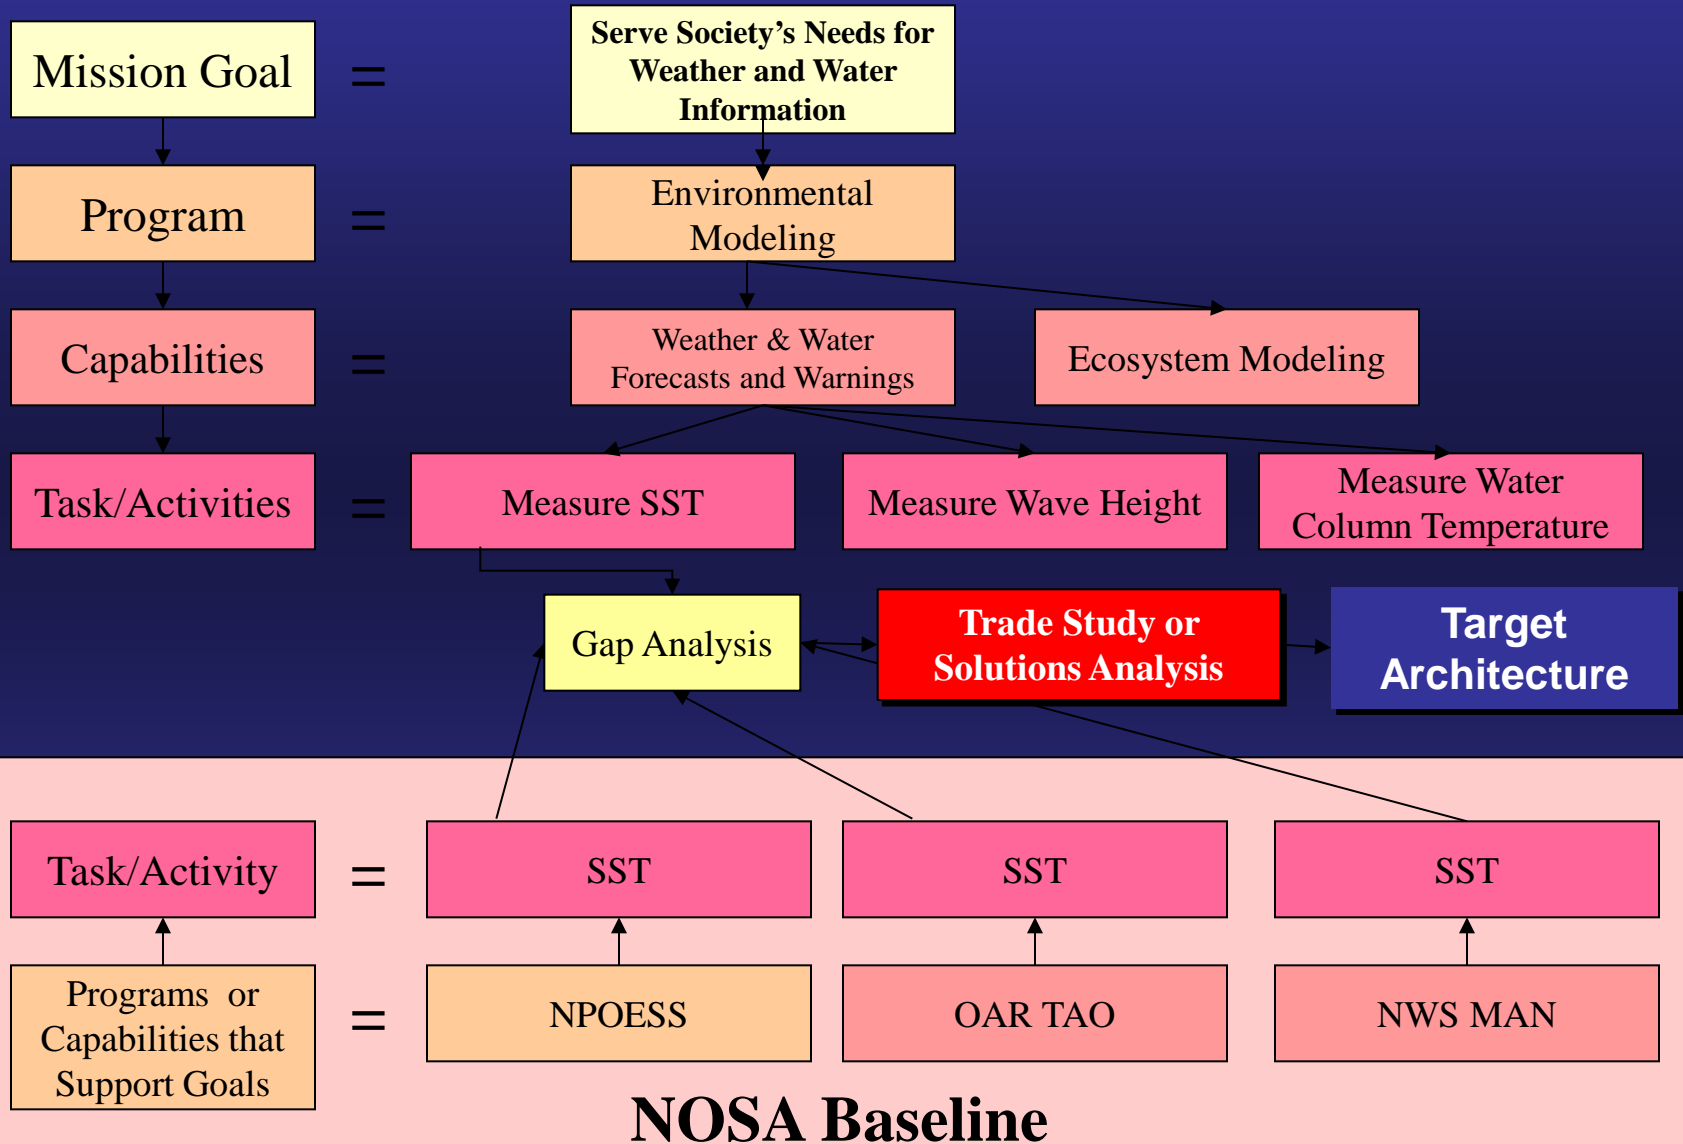 Mission Goal
=
Serve Society’s Needs for
Weather and Water
Information
Program
=
Environmental
Modeling
Capabilities
=
Weather & Water
Forecasts and Warnings
Ecosystem Modeling
Task/Activities
=
Measure SST
Measure Wave Height
Measure Water
Column Temperature
Gap Analysis
Trade Study or
Solutions Analysis
Target
Architecture
Task/Activity
=
SST
SST
SST
Programs or
Capabilities that
Support Goals
=
NPOESS
OAR TAO
NWS MAN
NOSA Baseline